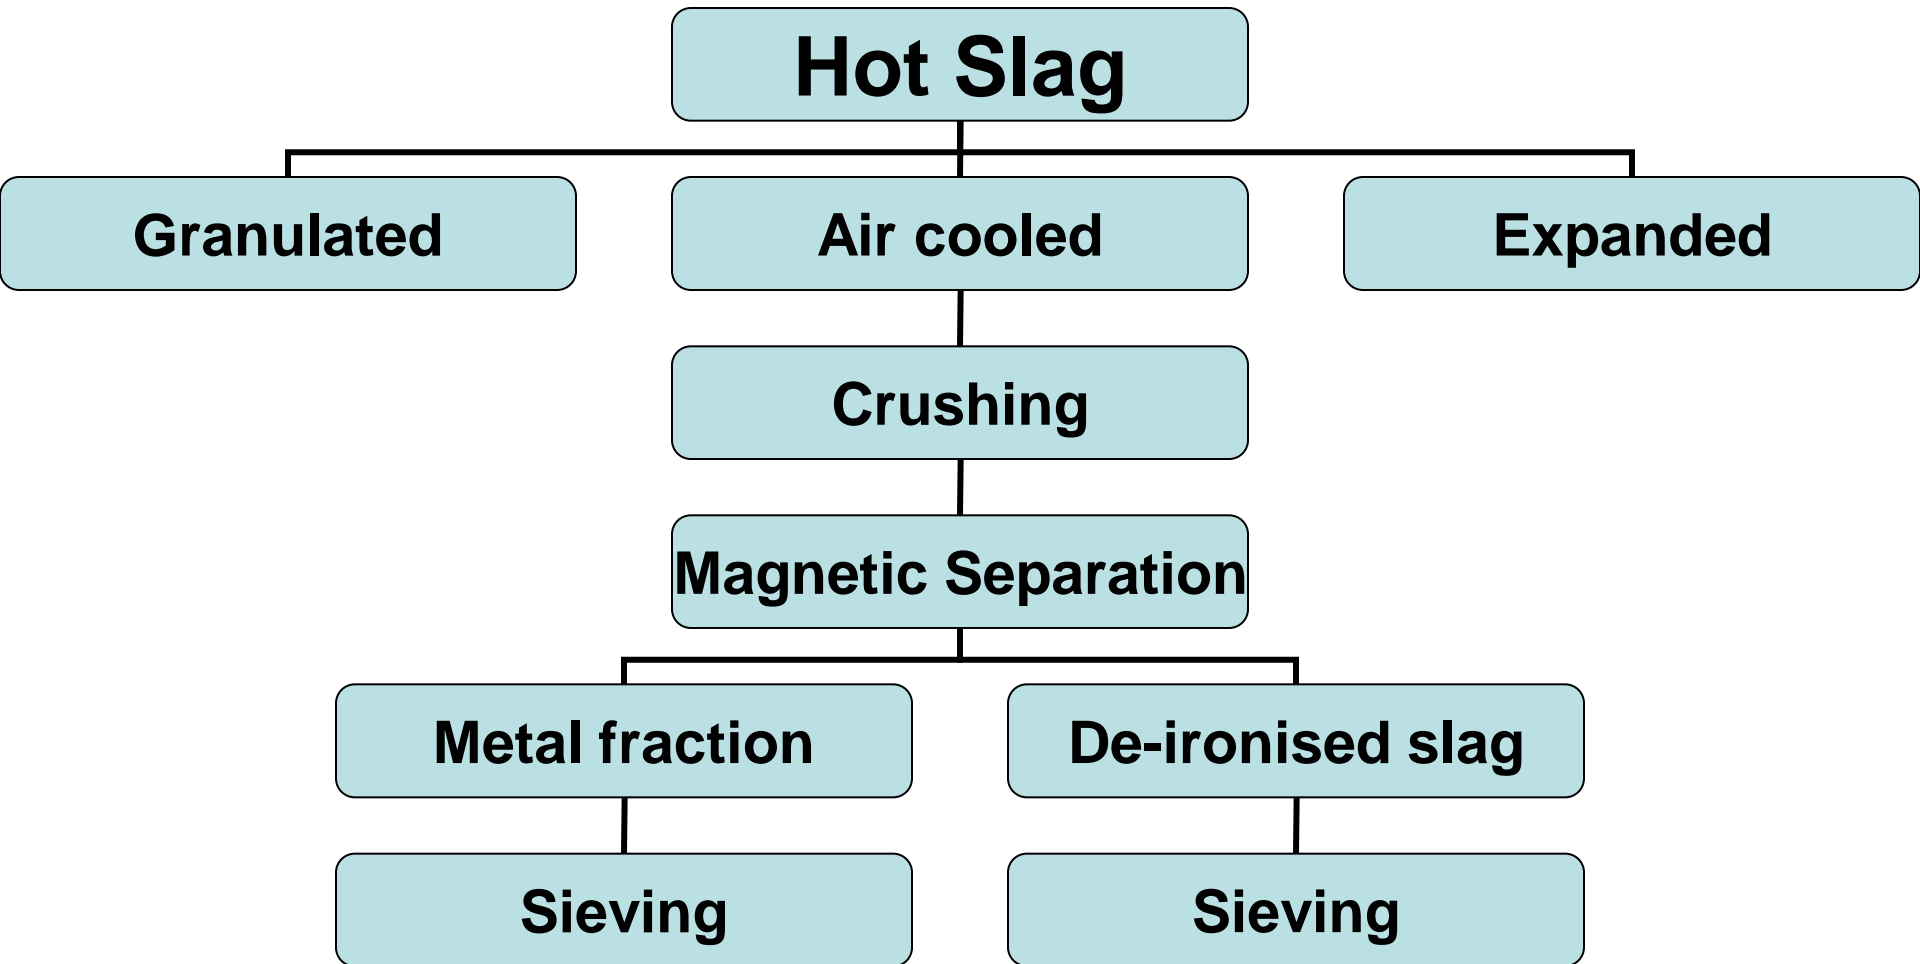 Hot Slag
Granulated
Air cooled
Expanded
Crushing
Magnetic Separation
Metal fraction
De-ironised slag
Sieving
Sieving